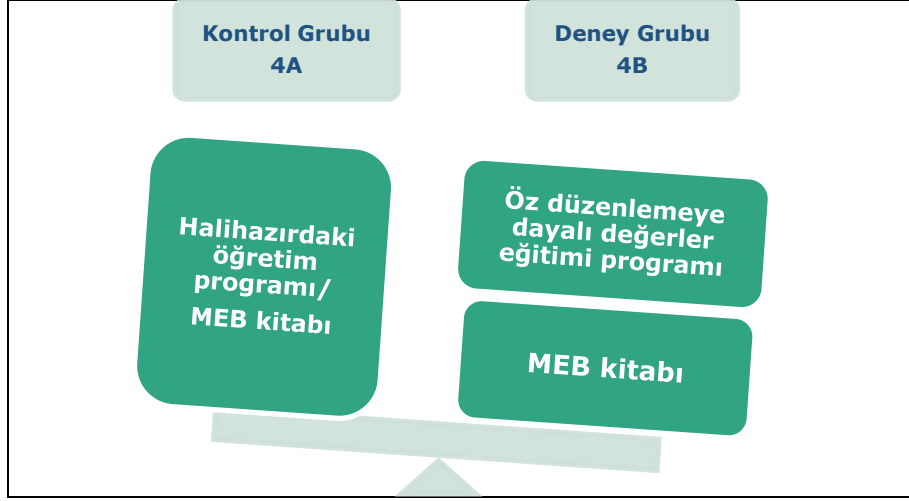 Kontrol Grubu
4A
Deney Grubu
4B
Halihazırdaki
öğretim
programı/
MEB kitabı
Öz düzenlemeye
dayalı değerler
eğitimi programı
MEB kitabı